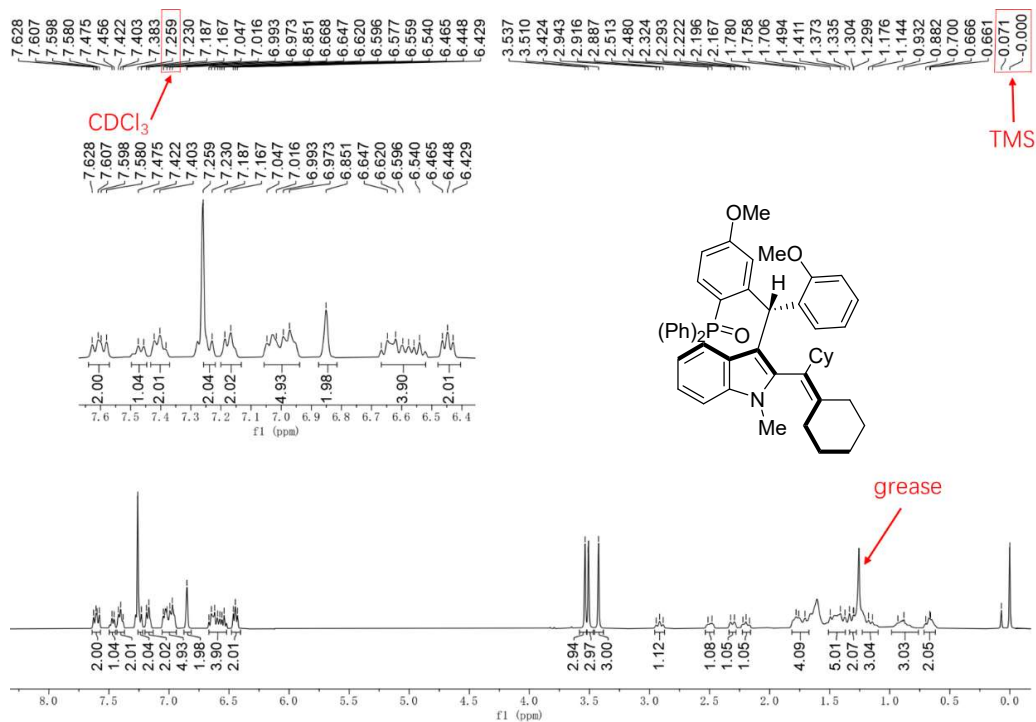 7.628 7.607 7.598 7.580 7.475 7.456 7.422 7.403 7.383 7.259 7.230 7.187 7.167 7.047 6.993 6.973 6.851 6.668 6.647 6.620 6.596 6.577 6.559 6.540 6.465 6.448 6.429 3.537 3.510 3.424 2.943 2.916 2.887 2.513 2.480 2.324 2.293 2.222 2.196 2.167 1.780 1.758 1.706 1.494 1.411 1.373 1.335 1.304 1.299 1.176 1.144 0.932 0.882 0.700 0.666 0.661 0.071 -0.000
CDCl₃
TMS
7.628 7.607 7.598 7.580 7.475 7.422 7.403 7.259 7.230 7.187 7.167 7.047 7.016 6.993 6.973 6.851 6.647 6.620 6.596 6.540 6.465 6.448 6.429
2.00 1.04 2.01 2.04 2.02 4.93 1.98 3.90 2.01
7.6 7.5 7.4 7.3 7.2 7.1 7.0 6.9 6.8 6.7 6.6 6.5 6.4
f1 (ppm)
OMe
MeO
H
(Ph)₂P
O
Cy
N
Me
grease
2.00 1.04 2.01 2.04 2.02 4.93 1.98 3.90 2.01 2.94 2.97 3.00 1.12 1.08 1.05 1.05 4.09 5.01 2.07 3.04 3.03 2.05
8.0 7.5 7.0 6.5 6.0 5.5 5.0 4.5 4.0 3.5 3.0 2.5 2.0 1.5 1.0 0.5 0.0
f1 (ppm)